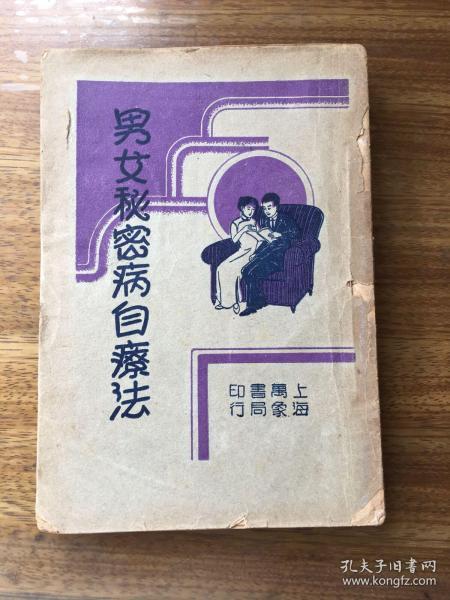 男女秘密病自療法
上海
萬象
書局
印行
孔夫子旧书网
www.kongfz.com